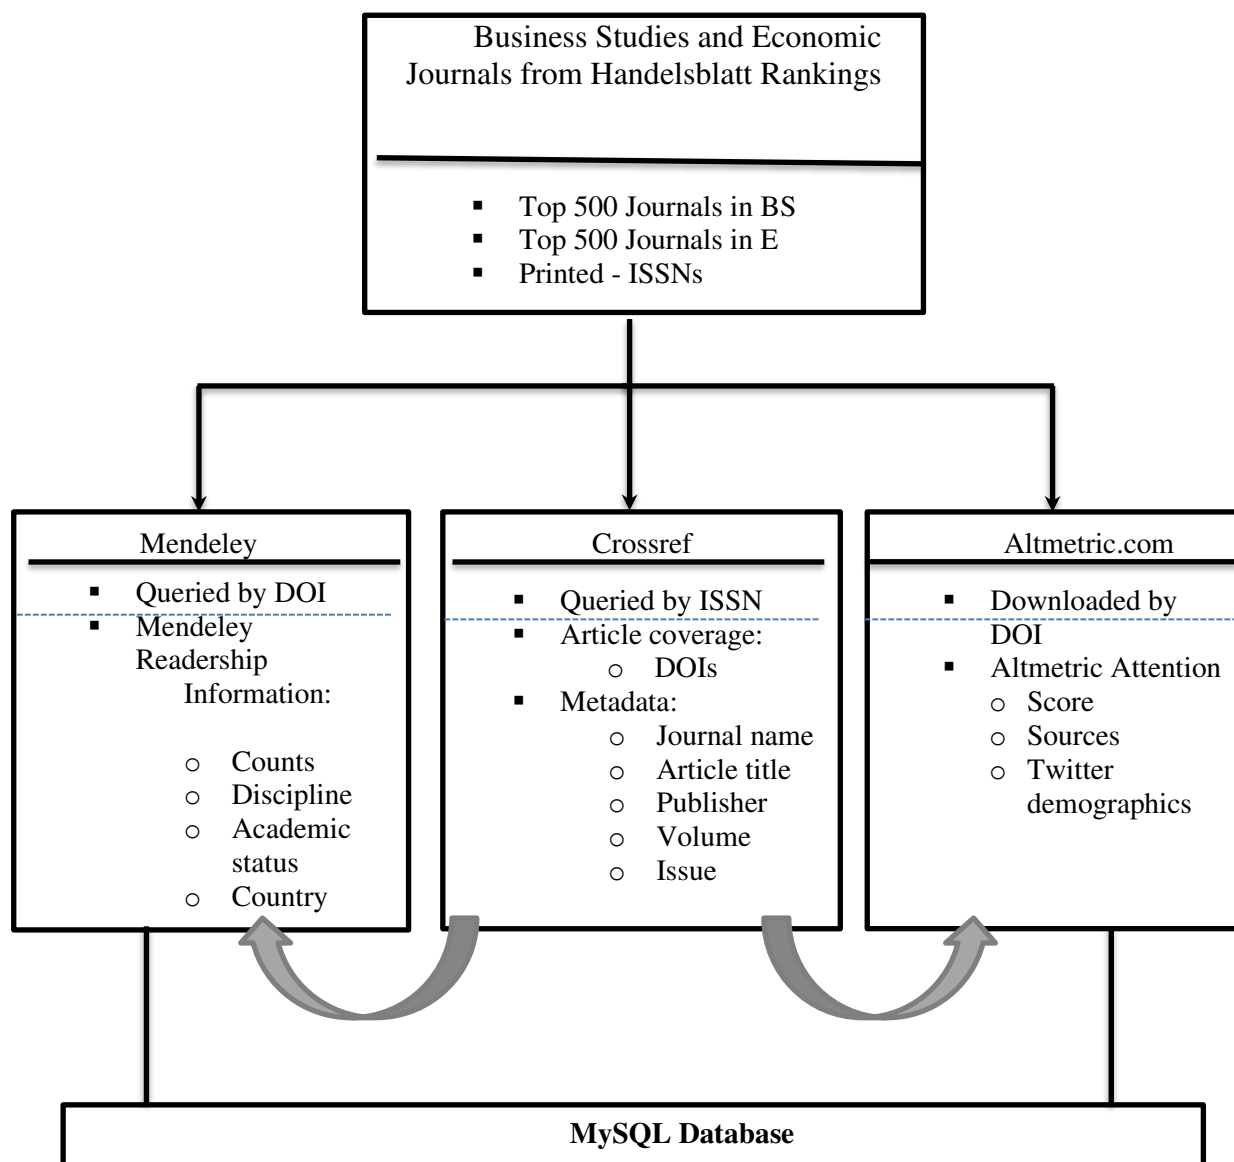 Business Studies and Economic
Journals from Handelsblatt Rankings
▪ Top 500 Journals in BS
▪ Top 500 Journals in E
▪ Printed - ISSNs
Mendeley
▪ Queried by DOI
▪ Mendeley
Readership
Information:
o Counts
o Discipline
o Academic
status
o Country
Crossref
▪ Queried by ISSN
▪ Article coverage:
o DOIs
▪ Metadata:
o Journal name
o Article title
o Publisher
o Volume
o Issue
Altmetric.com
▪ Downloaded by
DOI
▪ Altmetric Attention
o Score
o Sources
o Twitter
demographics
MySQL Database